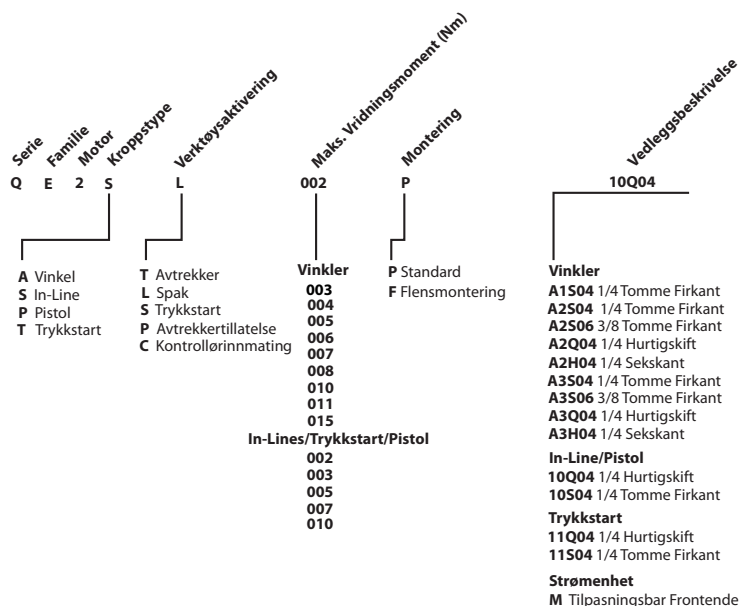 Serie
Familie
Motor
Kroppstype
Verktøysaktivering
Maks. Vridningsmoment (Nm)
Montering
Vedleggsbeskrivelse
Q E 2 S L 002 P 10Q04
A Vinkel
S In-Line
P Pistol
T Trykkstart
T Avtrekker
L Spak
S Trykkstart
P Avtrekkertillatelse
C Kontrollørinnmating
Vinkler
003
004
005
006
007
008
010
011
015
In-Lines/Trykkstart/Pistol
002
003
005
007
010
P Standard
F Flensmontering
Vinkler
A1S04 1/4 Tomme Firkant
A2S04 1/4 Tomme Firkant
A2S06 3/8 Tomme Firkant
A2Q04 1/4 Hurtigskift
A2H04 1/4 Sekskant
A3S04 1/4 Tomme Firkant
A3S06 3/8 Tomme Firkant
A3Q04 1/4 Hurtigskift
A3H04 1/4 Sekskant
In-Line/Pistol
10Q04 1/4 Hurtigskift
10S04 1/4 Tomme Firkant
Trykkstart
11Q04 1/4 Hurtigskift
11S04 1/4 Tomme Firkant
Strømenhet
M Tilpasningsbar Frontende